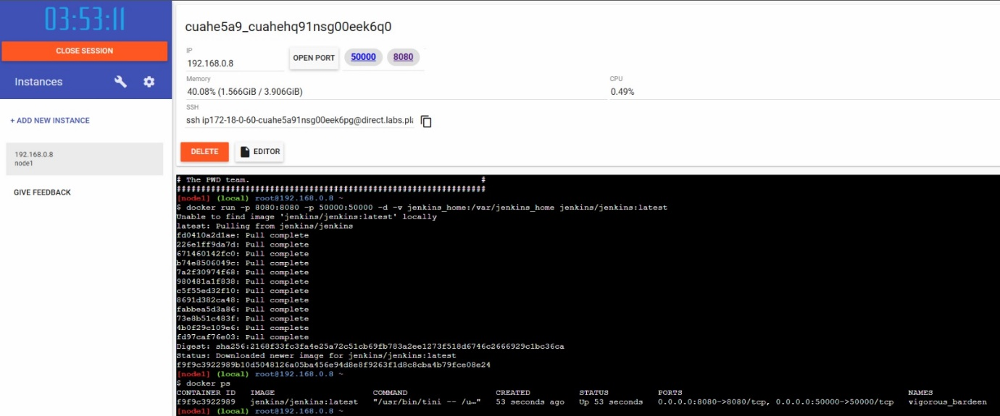 03:53:11
CLOSE SESSION
Instances
+ ADD NEW INSTANCE
192.168.0.8
node1
GIVE FEEDBACK
cuahe5a9_cuahehq91nsg00eek6q0
IP
192.168.0.8
OPEN PORT
50000
8080
Memory
40.08% (1.566GiB / 3.906GiB)
CPU
0.49%
SSH
ssh ip172-18-0-60-cuahe5a91nsg00eek6pg@direct.labs.pla
DELETE
EDITOR
# The PWD team. #
###############################################################
[node1] (local) root@192.168.0.8 ~
$ docker run -p 8080:8080 -p 50000:50000 -d -v jenkins_home:/var/jenkins_home jenkins/jenkins:latest
Unable to find image 'jenkins/jenkins:latest' locally
latest: Pulling from jenkins/jenkins
fd0410a2d1ae: Pull complete
226e1ff9da7d: Pull complete
671460142fc0: Pull complete
b74e8506049c: Pull complete
7a2f30974f68: Pull complete
980481a1f838: Pull complete
c5f55ed32f10: Pull complete
8691d382ca48: Pull complete
fabbea5d3a86: Pull complete
73e8b51c483f: Pull complete
4b0f29c109e6: Pull complete
fd97caf76e03: Pull complete
Digest: sha256:2168f33fc3fa4e25a72c51cb69fb783a2ee1273f518d6746c2666929c1bc36ca
Status: Downloaded newer image for jenkins/jenkins:latest
f9f9c3922989b10d5048126a05ba456e94d8e8f9263f1d8c8cba4b79fce08e24
[node1] (local) root@192.168.0.8 ~
$ docker ps
CONTAINER ID IMAGE COMMAND CREATED STATUS PORTS NAMES
f9f9c3922989 jenkins/jenkins:latest "/usr/bin/tini -- /u…" 53 seconds ago Up 53 seconds 0.0.0.0:8080->8080/tcp, 0.0.0.0:50000->50000/tcp vigorous_bardeen
[node1] (local) root@192.168.0.8 ~